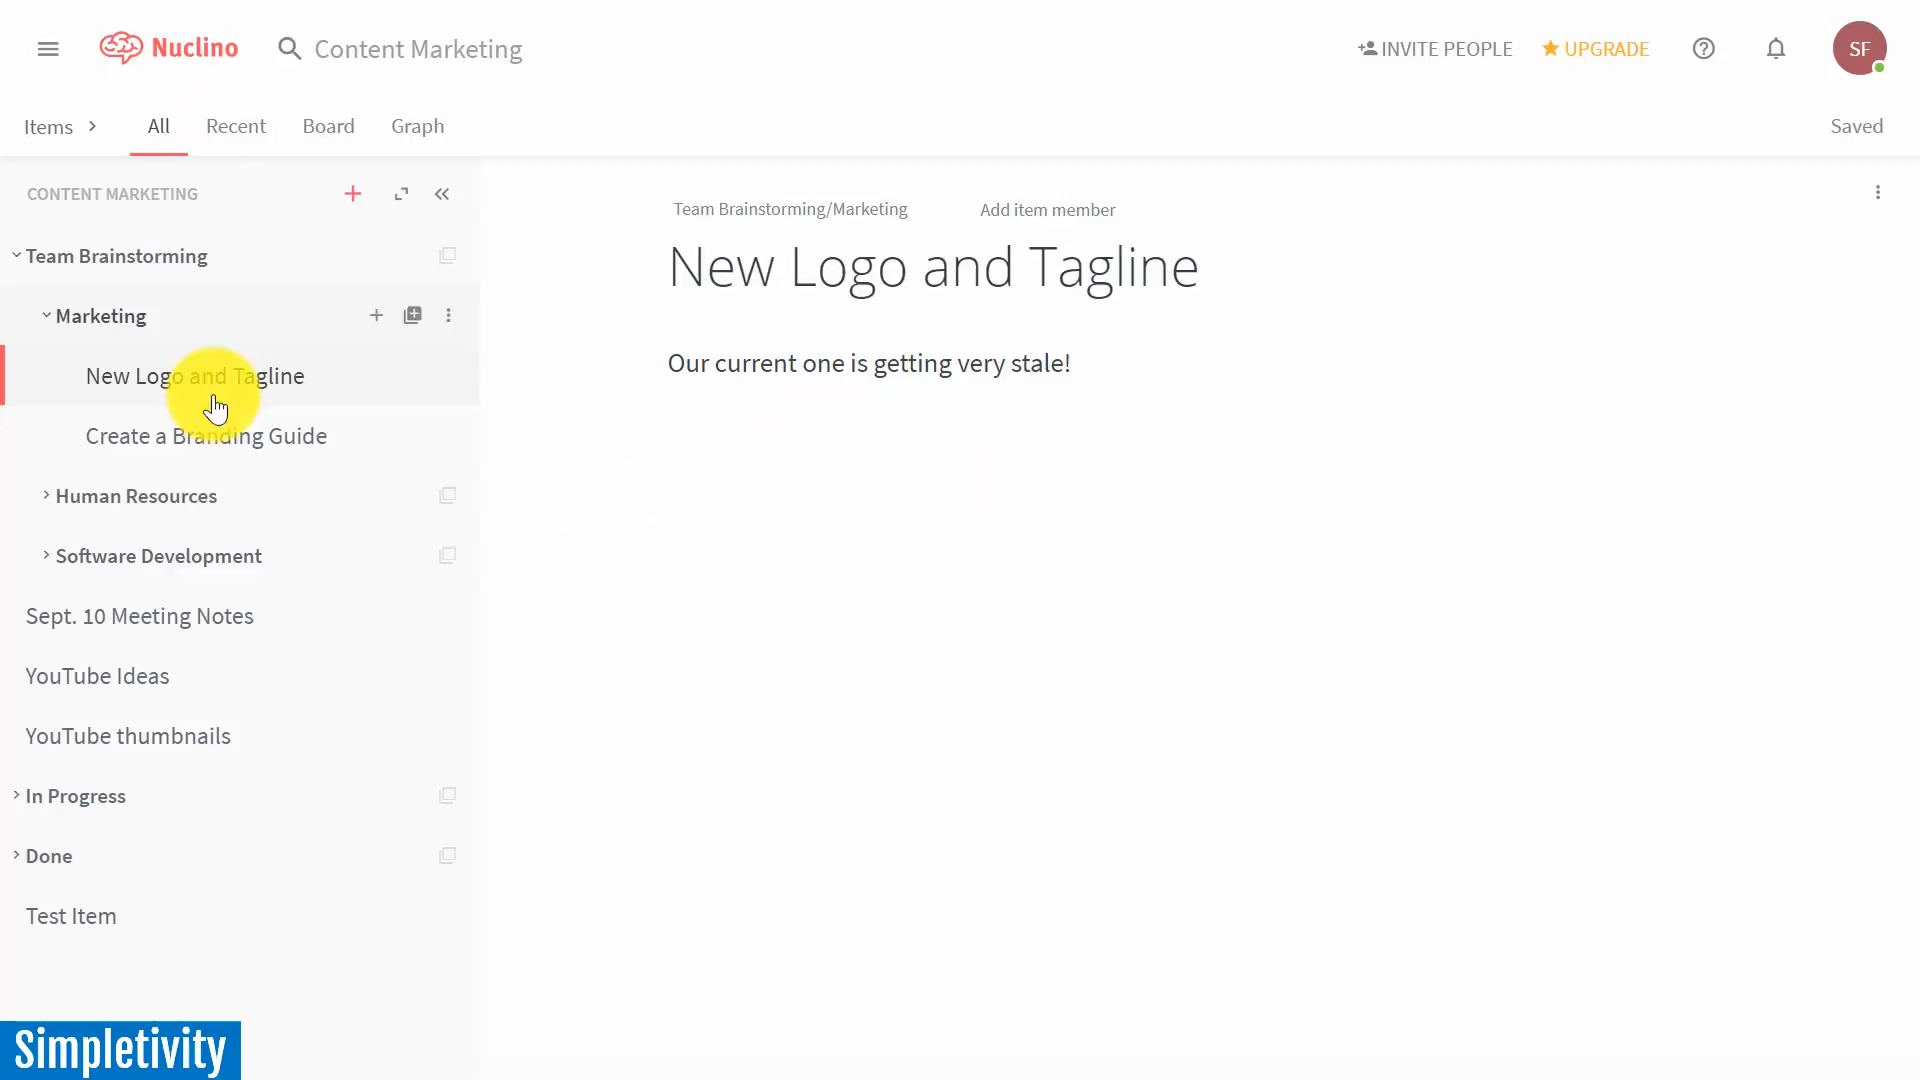 Nuclino
Content Marketing
INVITE PEOPLE
UPGRADE
SF
Items
All
Recent
Board
Graph
Saved
CONTENT MARKETING
Team Brainstorming
Marketing
New Logo and Tagline
Create a Branding Guide
Human Resources
Software Development
Sept. 10 Meeting Notes
YouTube Ideas
YouTube thumbnails
In Progress
Done
Test Item
Team Brainstorming/Marketing
Add item member
New Logo and Tagline
Our current one is getting very stale!
Simpletivity